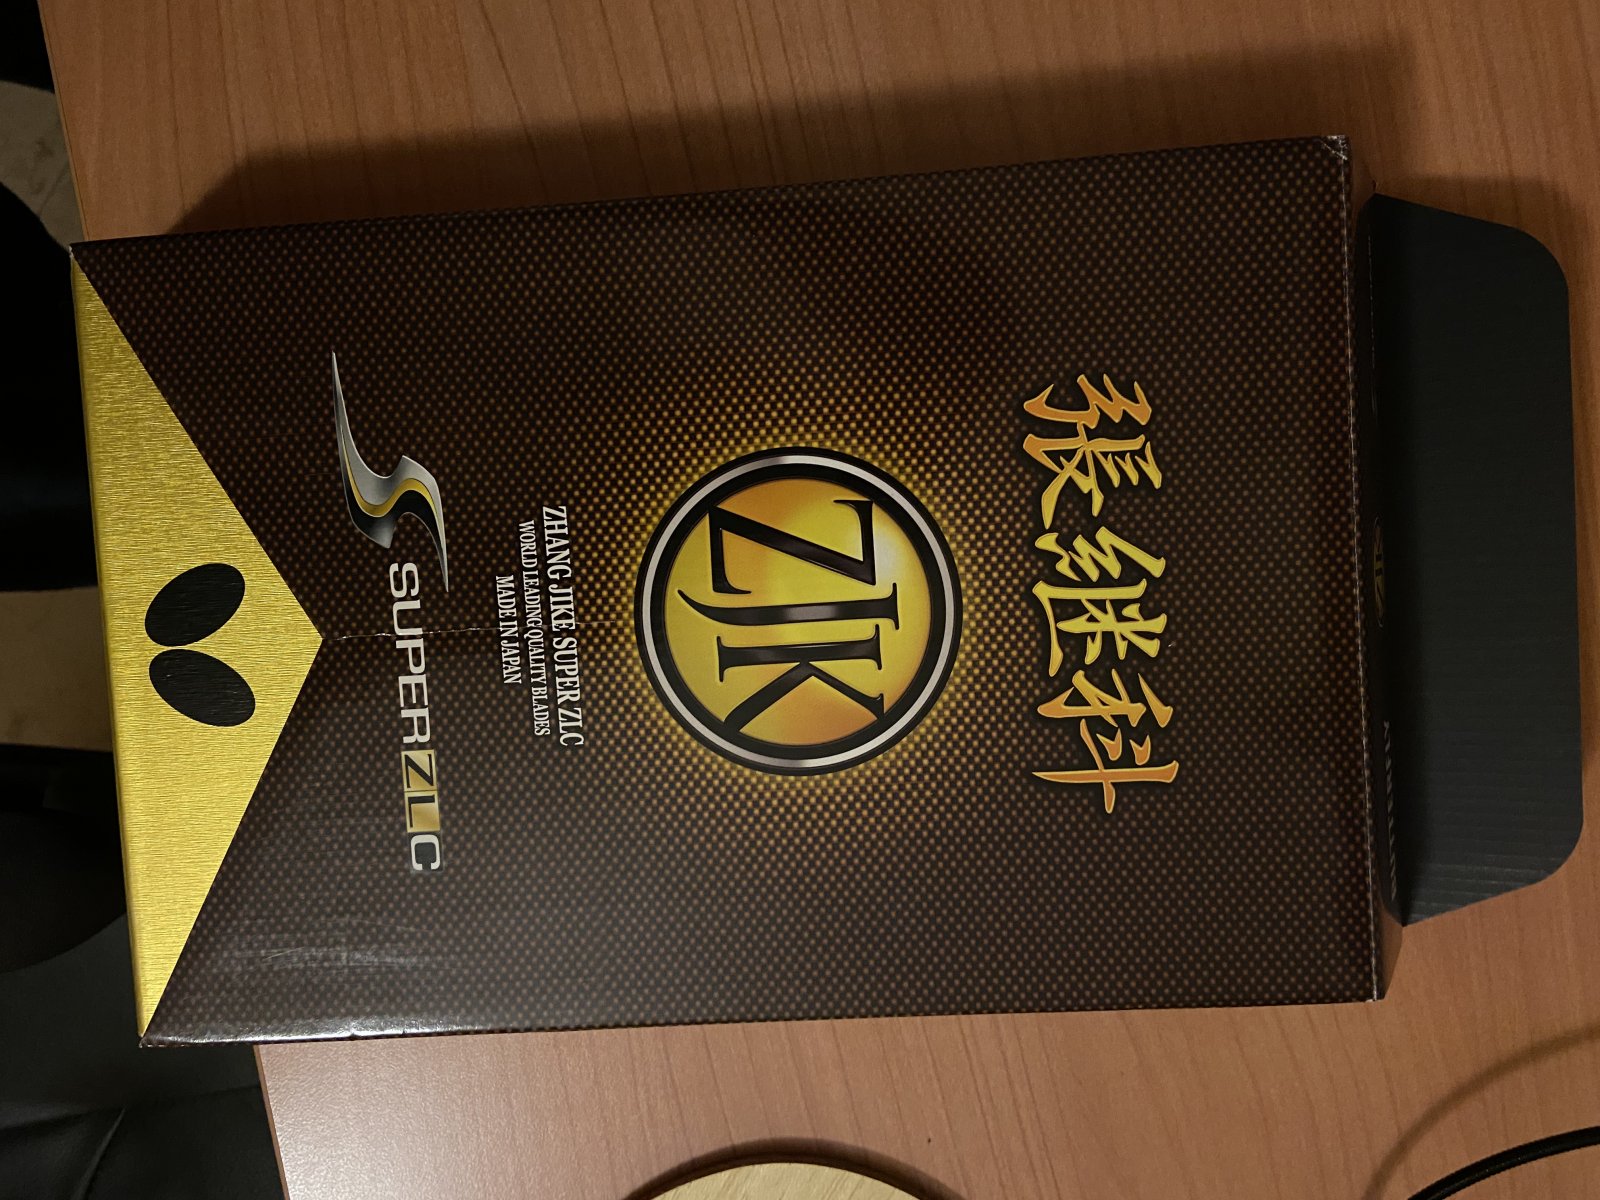 張継科
ZJK
ZHANG JIKE SUPER ZLC
WORLD LEADING QUALITY BLADES
MADE IN JAPAN
S SUPER ZLC